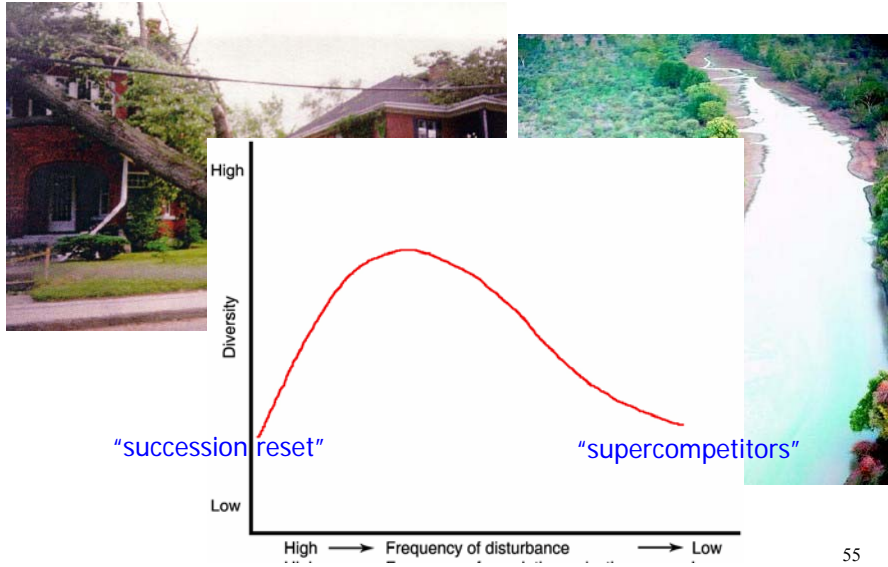 High
Diversity
"succession reset"
"supercompetitors"
Low
High → Frequency of disturbance → Low
55